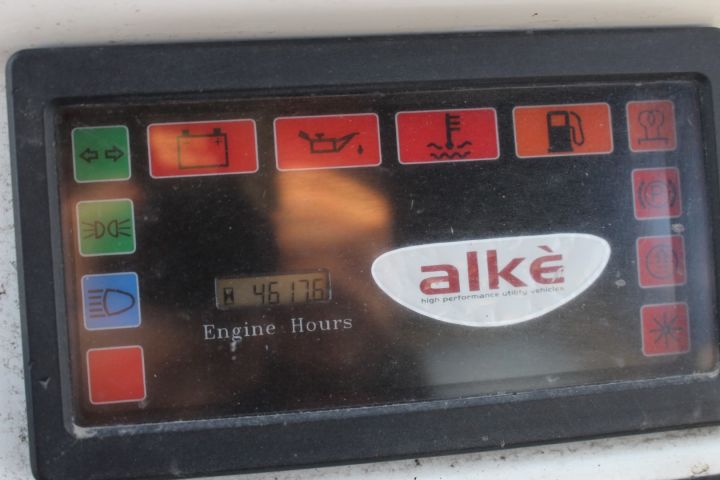 alkè
high performance utility vehicles
4617.6
Engine Hours